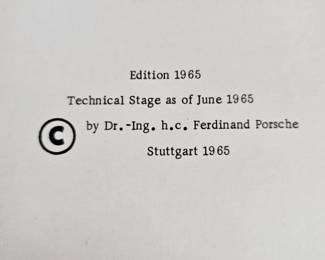 Edition 1965
Technical Stage as of June 1965
© by Dr.-Ing. h.c. Ferdinand Porsche
Stuttgart 1965